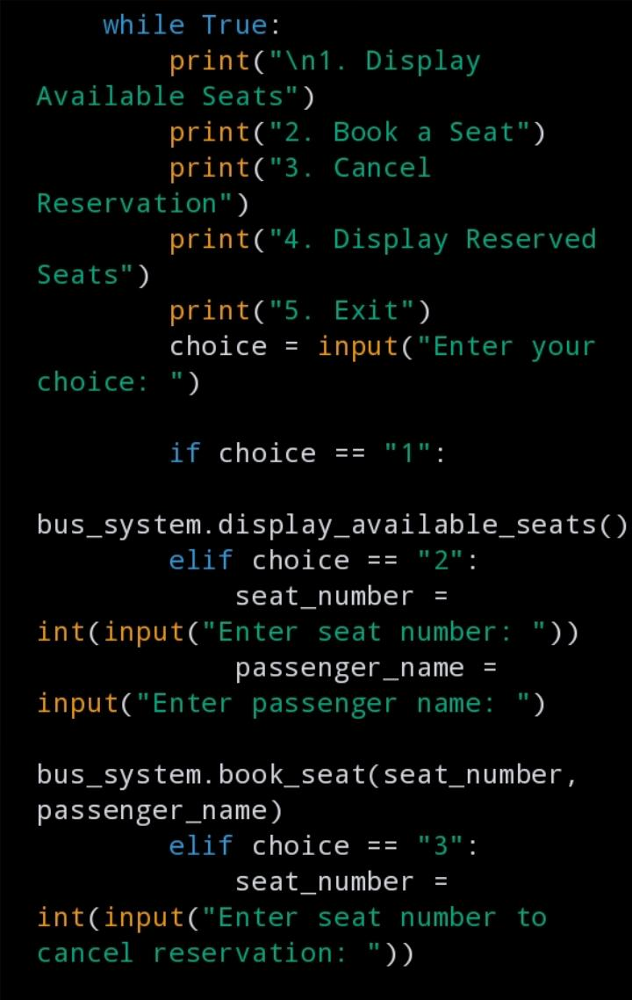 while True:
print("\n1. Display
Available Seats")
print("2. Book a Seat")
print("3. Cancel
Reservation")
print("4. Display Reserved
Seats")
print("5. Exit")
choice = input("Enter your
choice: ")
if choice == "1":
bus_system.display_available_seats()
elif choice == "2":
seat_number =
int(input("Enter seat number: "))
passenger_name =
input("Enter passenger name: ")
bus_system.book_seat(seat_number,
passenger_name)
elif choice == "3":
seat_number =
int(input("Enter seat number to
cancel reservation: "))